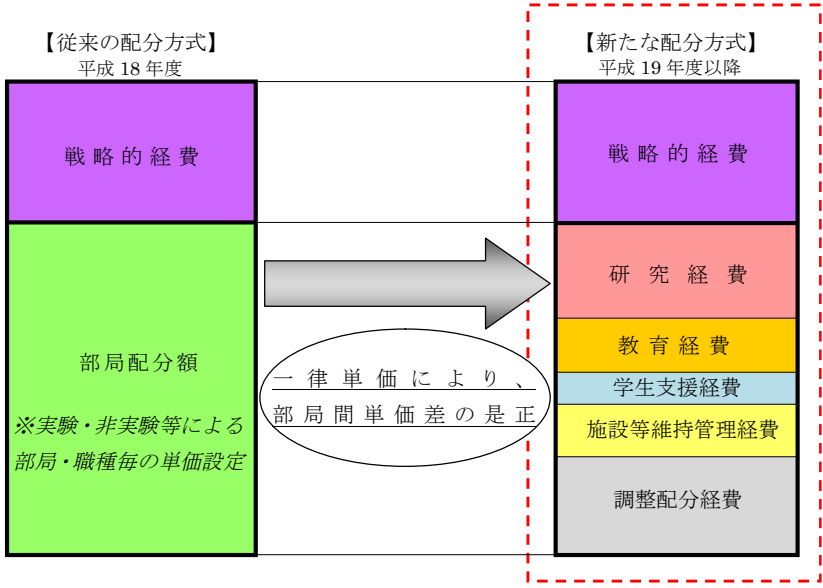 【従来の配分方式】
平成 18 年度
戦略的経費
部局配分額
※実験・非実験等による
部局・職種毎の単価設定
一律単価により、
部局間単価差の是正
【新たな配分方式】
平成 19 年度以降
戦略的経費
研究経費
教育経費
学生支援経費
施設等維持管理経費
調整配分経費